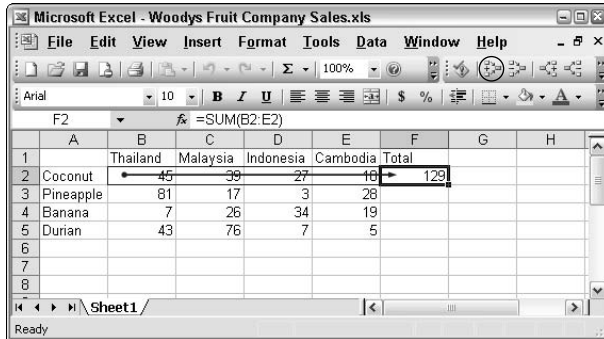 Microsoft Excel - Woodys Fruit Company Sales.xls
File Edit View Insert Format Tools Data Window Help
Σ 100%
Arial 10 B I U $ % A
F2 fx =SUM(B2:E2)
A B C D E F G H
1 Thailand Malaysia Indonesia Cambodia Total
2 Coconut 45 39 27 18 129
3 Pineapple 81 17 3 28
4 Banana 7 26 34 19
5 Durian 43 76 7 5
6
7
8
Sheet1
Ready